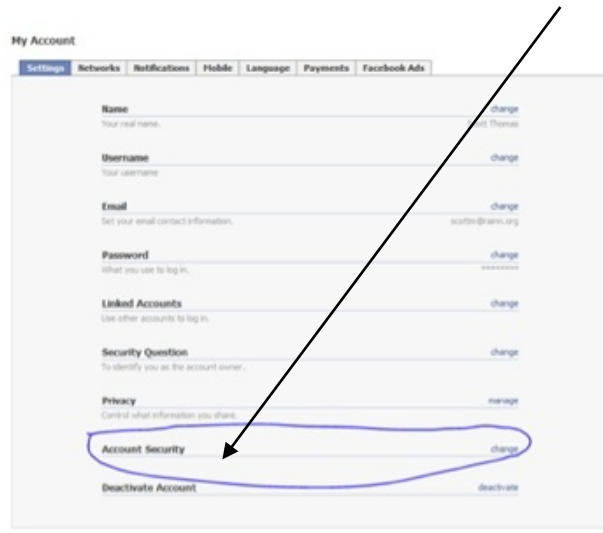 My Account
Settings Networks Notifications Mobile Language Payments Facebook Ads
Name change
Your real name. Scott Thomas
Username change
Your username
Email change
Set your email contact information.
Password change
What you use to log in. ********
Linked Accounts change
Use other accounts to log in.
Security Question change
To identify you as the account owner.
Privacy manage
Control what information you share.
Account Security change
Deactivate Account deactivate